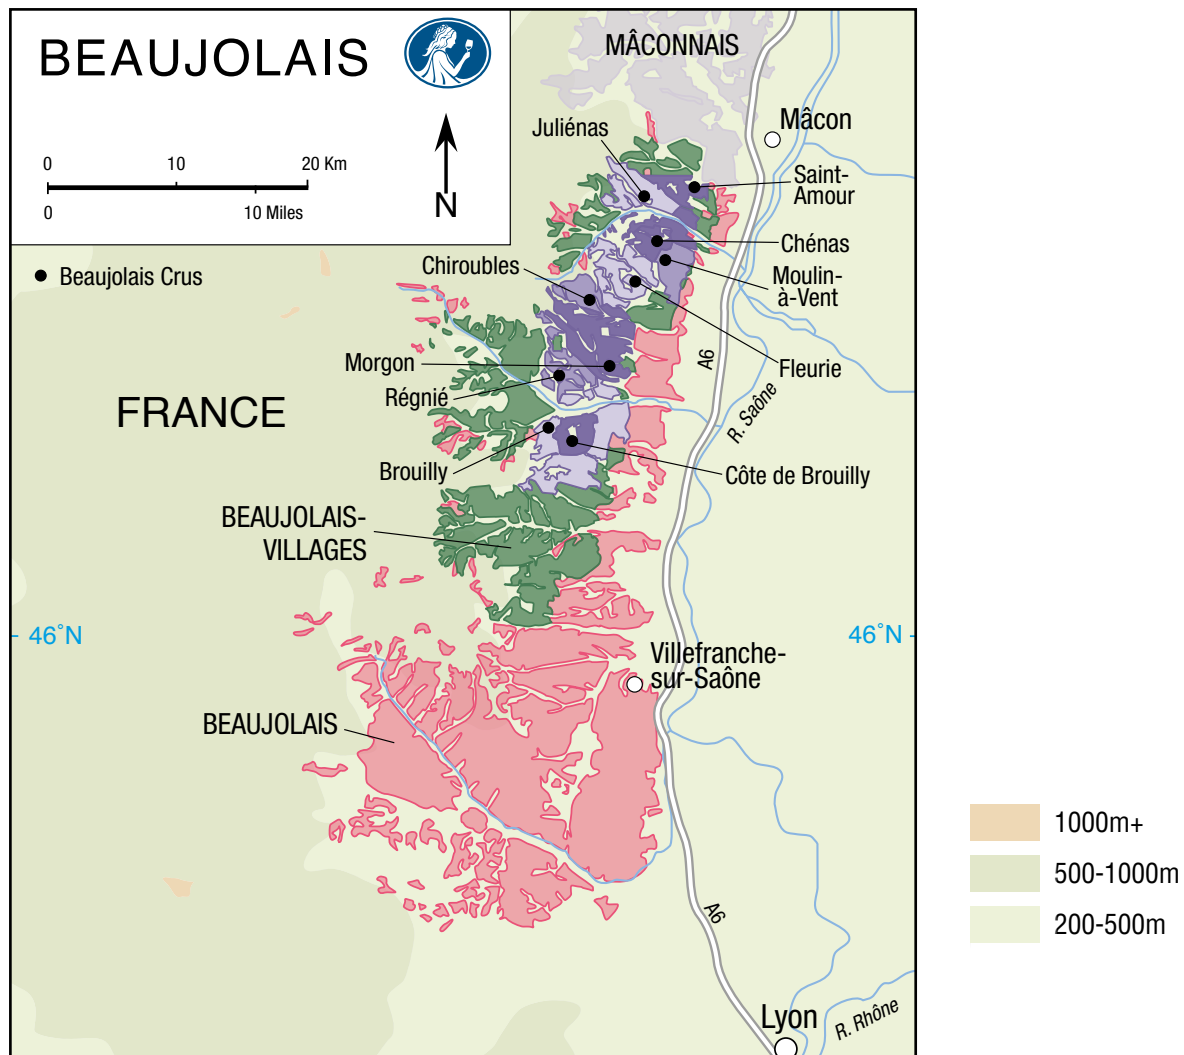 BEAUJOLAIS
0 10 20 Km
0 10 Miles
N
Beaujolais Crus
MÂCONNAIS
Mâcon
Juliénas
Saint-
Amour
Chénas
Moulin-
à-Vent
Chiroubles
Fleurie
Morgon
Régnié
A6
R. Saône
FRANCE
Brouilly
Côte de Brouilly
BEAUJOLAIS-
VILLAGES
46˚N
46˚N
Villefranche-
sur-Saône
BEAUJOLAIS
A6
Lyon
R. Rhône
1000m+
500-1000m
200-500m